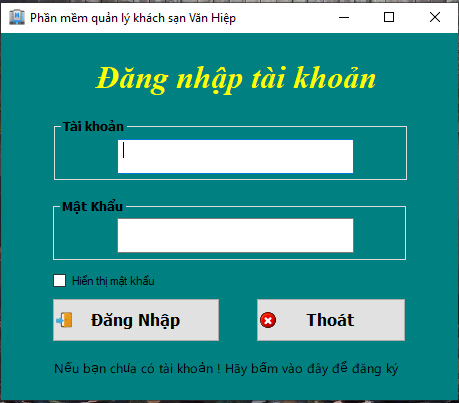 Phần mềm quản lý khách sạn Văn Hiệp
Đăng nhập tài khoản
Tài khoản
Mật Khẩu
Hiển thị mật khẩu
Đăng Nhập
Thoát
Nếu bạn chưa có tài khoản ! Hãy bấm vào đây để đăng ký